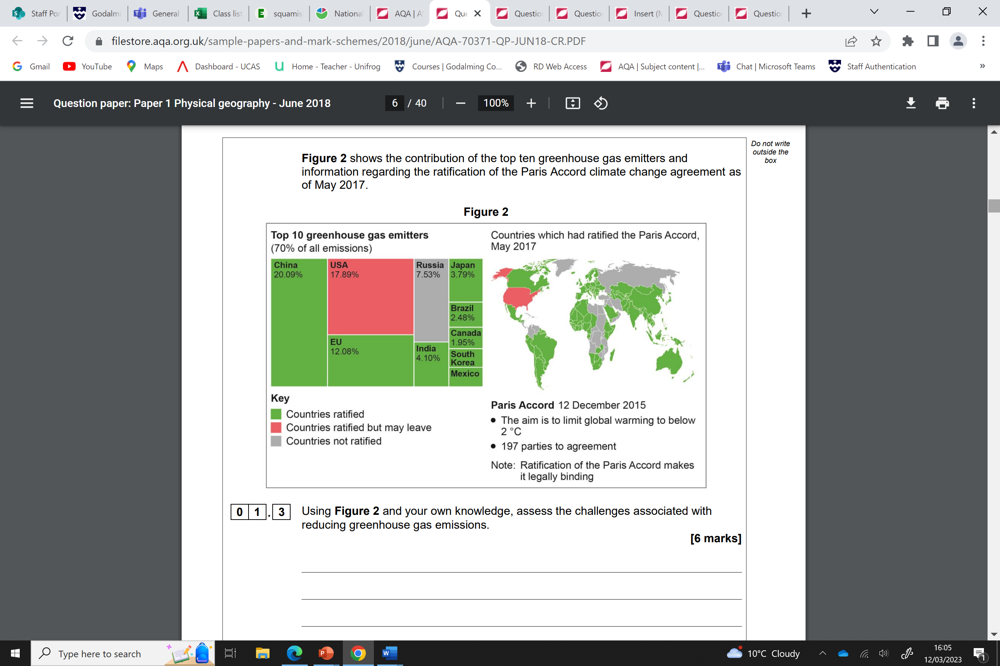 Staff Por
Godalmi
General
Class list
squamis
National
AQA | A
Que
Question
Question
Insert (M
Question
Question
filestore.aqa.org.uk/sample-papers-and-mark-schemes/2018/june/AQA-70371-QP-JUN18-CR.PDF
Gmail
YouTube
Maps
Dashboard - UCAS
Home - Teacher - Unifrog
Courses | Godalming Co...
RD Web Access
AQA | Subject content |...
Chat | Microsoft Teams
Staff Authentication
»
Question paper: Paper 1 Physical geography - June 2018
6 / 40
100%
Do not write
outside the
box
Figure 2 shows the contribution of the top ten greenhouse gas emitters and
information regarding the ratification of the Paris Accord climate change agreement as
of May 2017.
Figure 2
Top 10 greenhouse gas emitters
(70% of all emissions)
China
20.09%
USA
17.89%
EU
12.08%
Russia
7.53%
India
4.10%
Japan
3.79%
Brazil
2.48%
Canada
1.95%
South
Korea
Mexico
Key
Countries ratified
Countries ratified but may leave
Countries not ratified
Countries which had ratified the Paris Accord,
May 2017
Paris Accord 12 December 2015
• The aim is to limit global warming to below
2 °C
• 197 parties to agreement
Note: Ratification of the Paris Accord makes
it legally binding
0 1 . 3 Using Figure 2 and your own knowledge, assess the challenges associated with
reducing greenhouse gas emissions.
[6 marks]
Type here to search
10°C Cloudy
16:05
12/03/2023
1